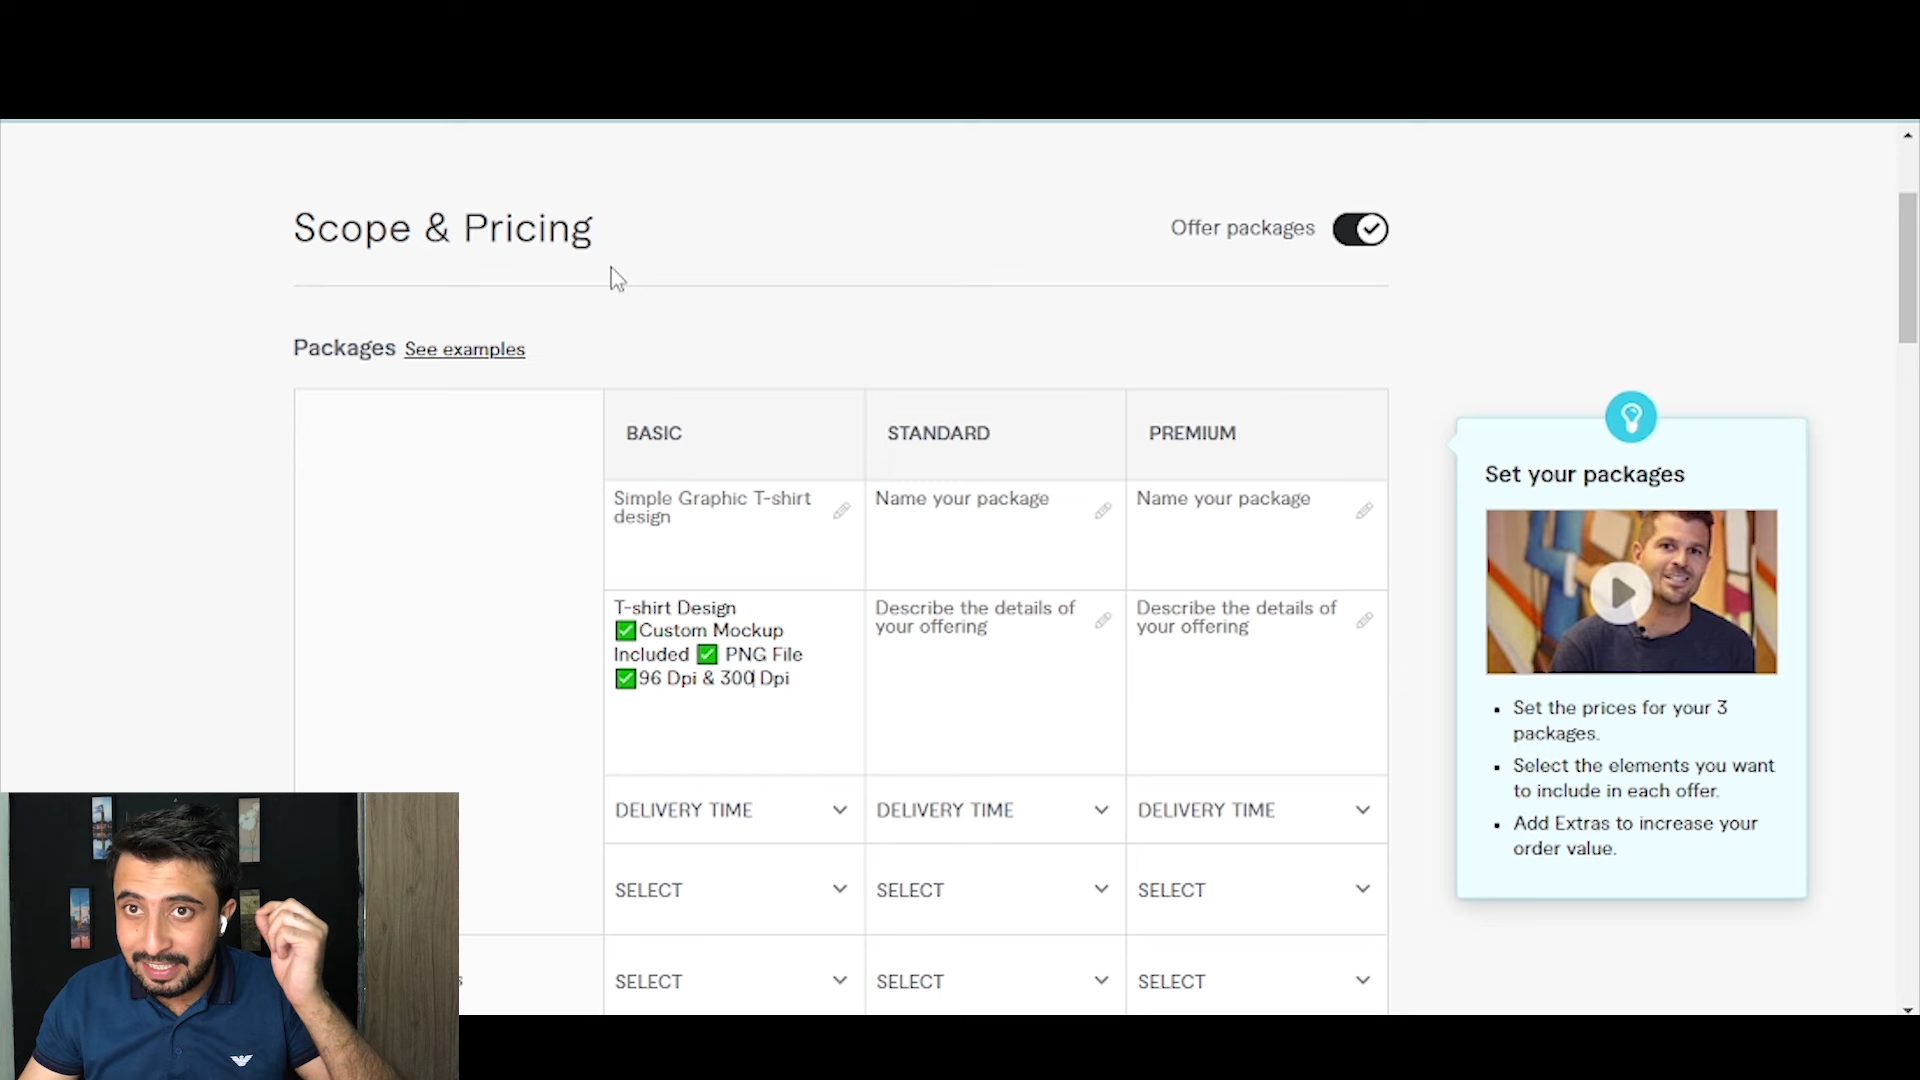 Scope & Pricing
Offer packages
Packages See examples
BASIC
STANDARD
PREMIUM
Simple Graphic T-shirt
design
Name your package
Name your package
T-shirt Design
✅Custom Mockup
Included ✅ PNG File
✅96 Dpi & 300 Dpi
Describe the details of
your offering
Describe the details of
your offering
DELIVERY TIME
DELIVERY TIME
DELIVERY TIME
SELECT
SELECT
SELECT
SELECT
SELECT
SELECT
Set your packages
• Set the prices for your 3
packages.
• Select the elements you want
to include in each offer.
• Add Extras to increase your
order value.